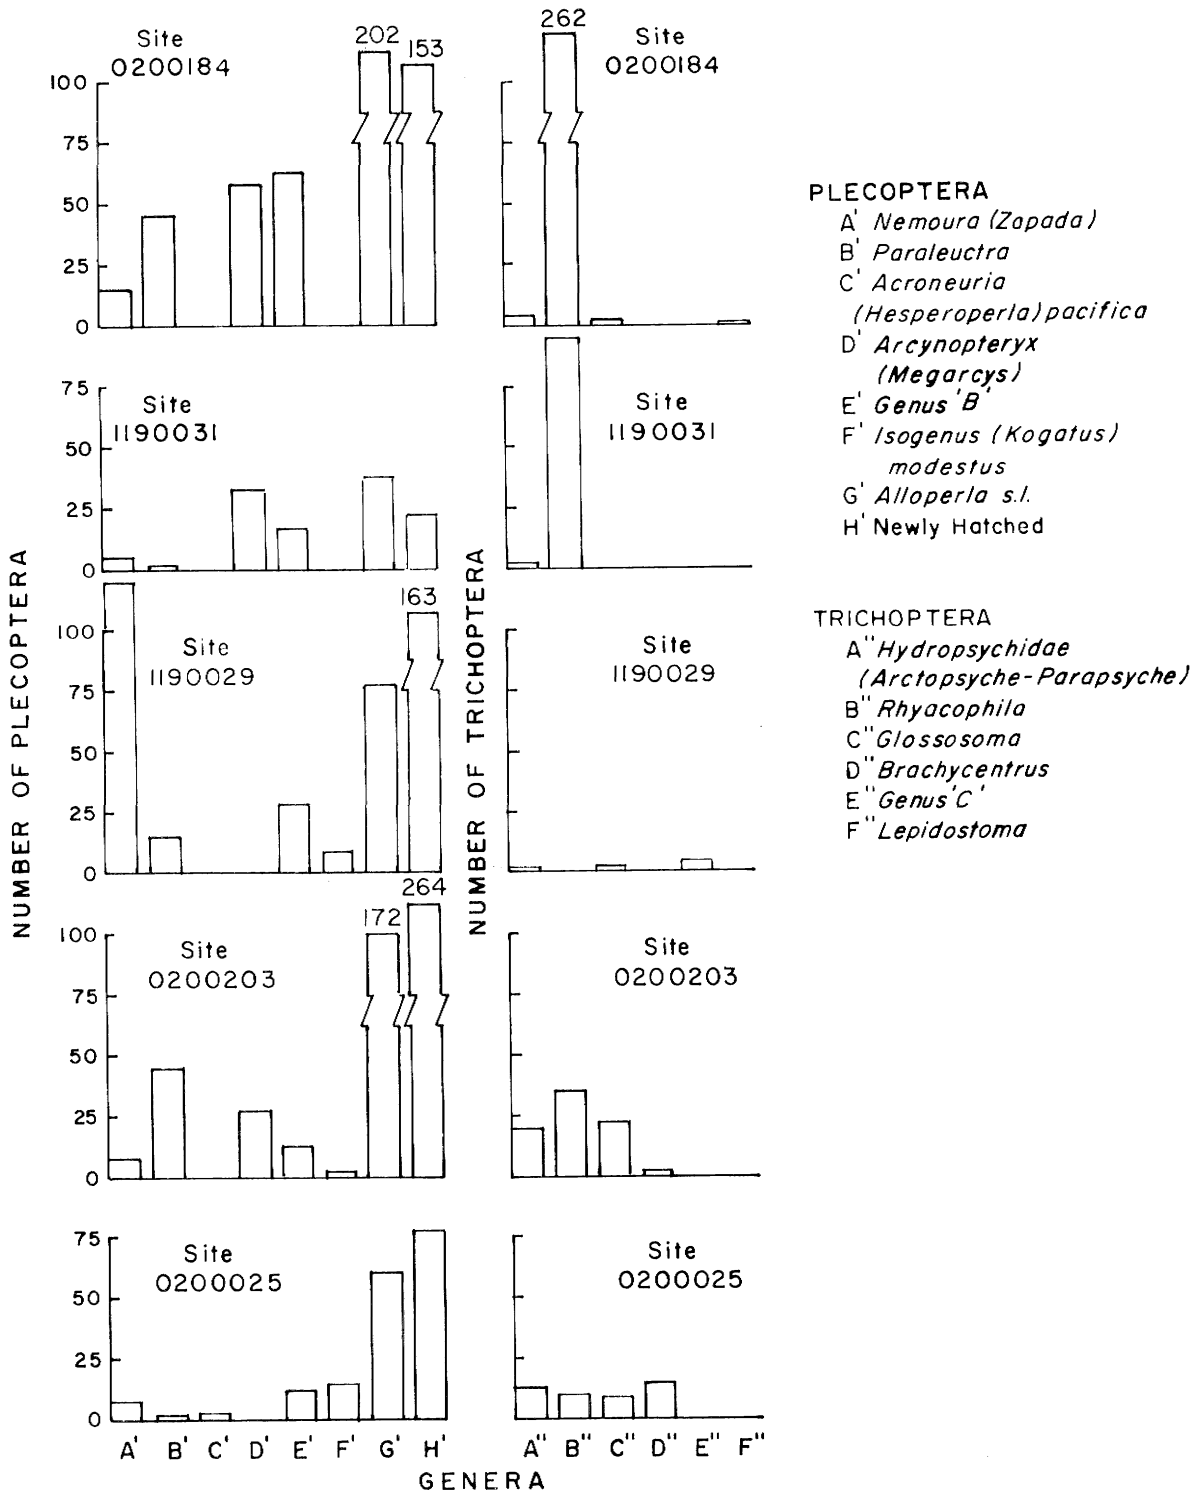 262
202
153
Site
0200184
Site
0200184
100
75
50
25
0
Site
1190031
Site
1190031
75
50
25
0
163
Site
1190029
Site
1190029
100
75
50
25
0
264
172
Site
0200203
Site
0200203
100
75
50
25
0
Site
0200025
Site
0200025
75
50
25
0
A' B' C' D' E' F' G' H'
A" B" C" D" E" F"
GENERA
NUMBER OF PLECOPTERA
NUMBER OF TRICHOPTERA
PLECOPTERA
A' Nemoura (Zapada)
B' Paraleuctra
C' Acroneuria
(Hesperoperla) pacifica
D' Arcynopteryx
(Megarcys)
E' Genus 'B'
F' Isogenus (Kogatus)
modestus
G' Alloperla s.l.
H' Newly Hatched
TRICHOPTERA
A" Hydropsychidae
(Arctopsyche-Parapsyche)
B" Rhyacophila
C" Glossosoma
D" Brachycentrus
E" Genus 'C'
F" Lepidostoma